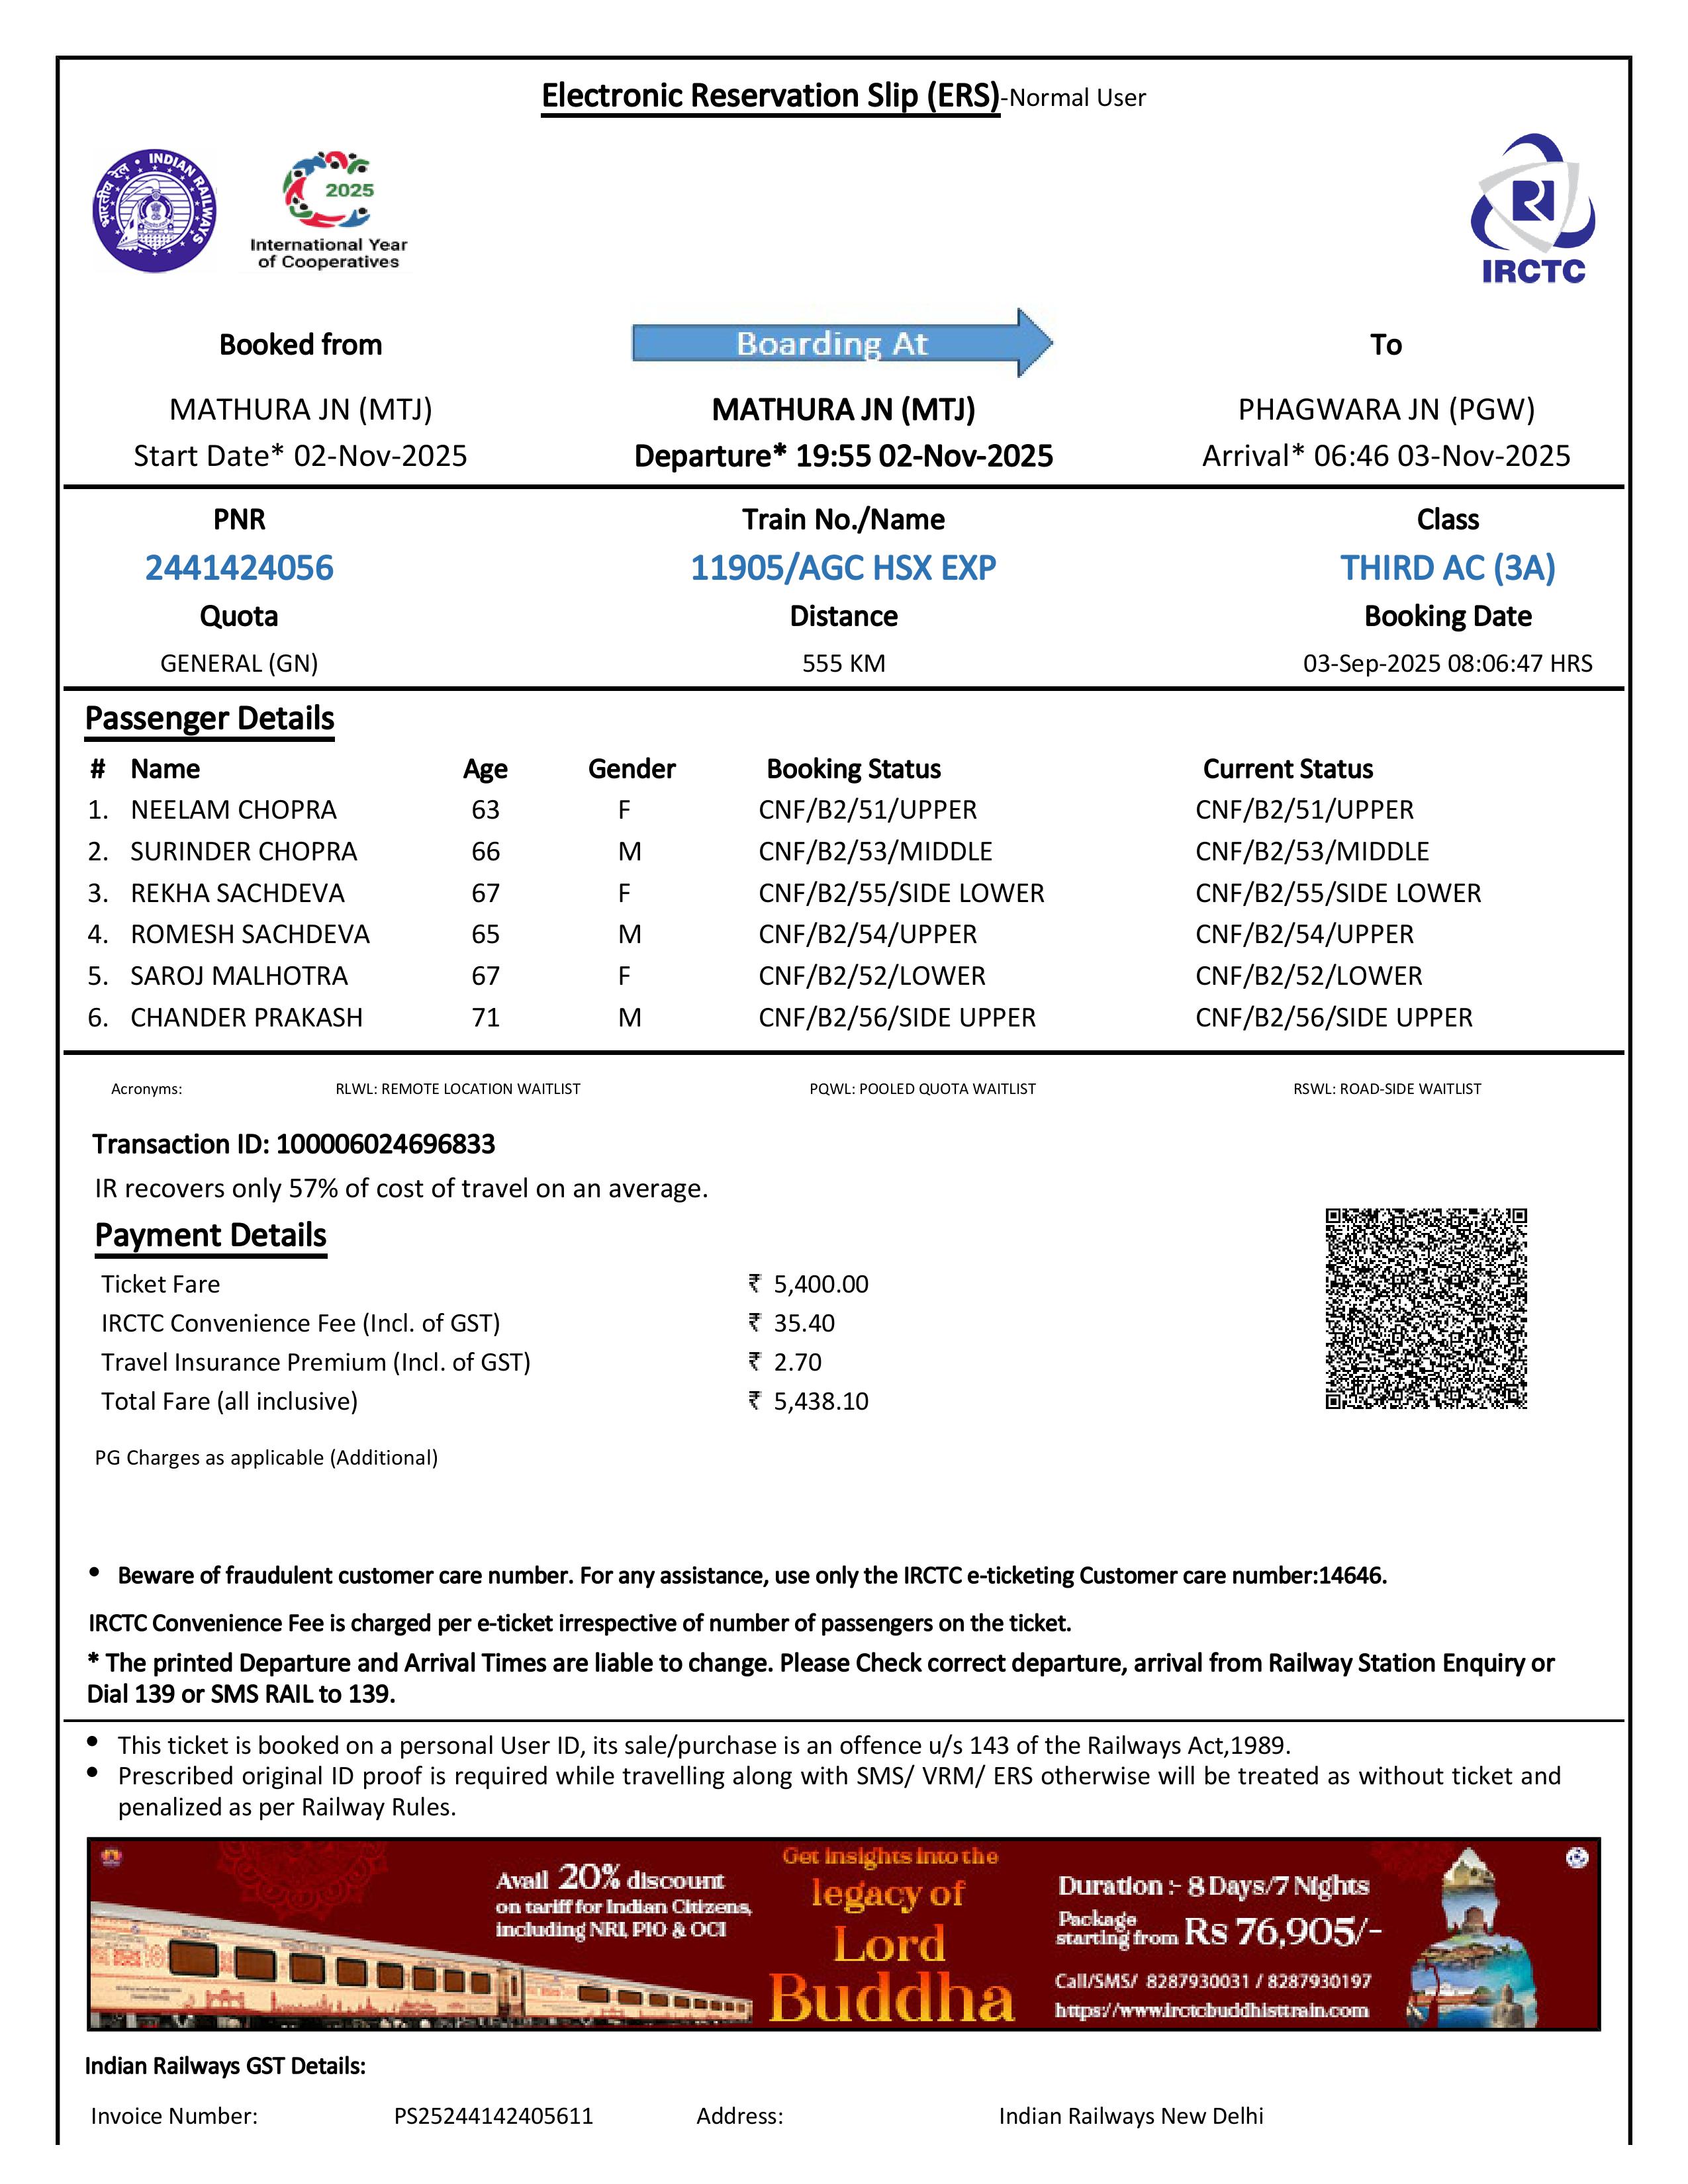 Electronic Reservation Slip (ERS)-Normal User
भारतीय रेल • INDIAN RAILWAYS
2025
International Year
of Cooperatives
IRCTC
Booked from Boarding At To
MATHURA JN (MTJ) MATHURA JN (MTJ) PHAGWARA JN (PGW)
Start Date* 02-Nov-2025 Departure* 19:55 02-Nov-2025 Arrival* 06:46 03-Nov-2025
PNR Train No./Name Class
2441424056 11905/AGC HSX EXP THIRD AC (3A)
Quota Distance Booking Date
GENERAL (GN) 555 KM 03-Sep-2025 08:06:47 HRS
Passenger Details
# Name Age Gender Booking Status Current Status
1. NEELAM CHOPRA 63 F CNF/B2/51/UPPER CNF/B2/51/UPPER
2. SURINDER CHOPRA 66 M CNF/B2/53/MIDDLE CNF/B2/53/MIDDLE
3. REKHA SACHDEVA 67 F CNF/B2/55/SIDE LOWER CNF/B2/55/SIDE LOWER
4. ROMESH SACHDEVA 65 M CNF/B2/54/UPPER CNF/B2/54/UPPER
5. SAROJ MALHOTRA 67 F CNF/B2/52/LOWER CNF/B2/52/LOWER
6. CHANDER PRAKASH 71 M CNF/B2/56/SIDE UPPER CNF/B2/56/SIDE UPPER
Acronyms: RLWL: REMOTE LOCATION WAITLIST PQWL: POOLED QUOTA WAITLIST RSWL: ROAD-SIDE WAITLIST
Transaction ID: 100006024696833
IR recovers only 57% of cost of travel on an average.
Payment Details
Ticket Fare ₹ 5,400.00
IRCTC Convenience Fee (Incl. of GST) ₹ 35.40
Travel Insurance Premium (Incl. of GST) ₹ 2.70
Total Fare (all inclusive) ₹ 5,438.10
PG Charges as applicable (Additional)
• Beware of fraudulent customer care number. For any assistance, use only the IRCTC e-ticketing Customer care number:14646.
IRCTC Convenience Fee is charged per e-ticket irrespective of number of passengers on the ticket.
* The printed Departure and Arrival Times are liable to change. Please Check correct departure, arrival from Railway Station Enquiry or
Dial 139 or SMS RAIL to 139.
• This ticket is booked on a personal User ID, its sale/purchase is an offence u/s 143 of the Railways Act,1989.
• Prescribed original ID proof is required while travelling along with SMS/ VRM/ ERS otherwise will be treated as without ticket and
penalized as per Railway Rules.
Avail 20% discount
on tariff for Indian Citizens,
including NRI, PIO & OCI
Get insights into the
legacy of
Lord
Buddha
Duration :- 8 Days/7 Nights
Package
starting from Rs 76,905/-
Call/SMS/ 8287930031 / 8287930197
https://www.irctcbuddhisttrain.com
Indian Railways GST Details:
Invoice Number: PS25244142405611 Address: Indian Railways New Delhi